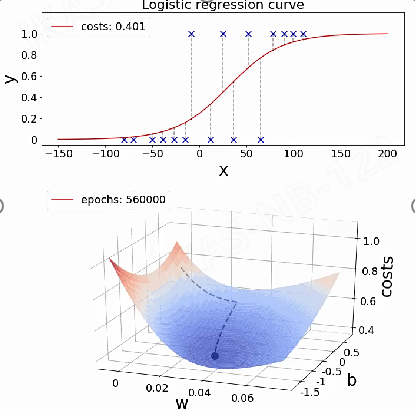 Logistic regression curve
costs: 0.401
1.0
0.8
0.6
0.4
0.2
0
y
-150 -100 -50 0 50 100 150 200
x
epochs: 560000
1.0
0.8
0.6
0.4
costs
0.5
0
-0.5
-1
-1.5
b
0 0.02 0.04 0.06
w